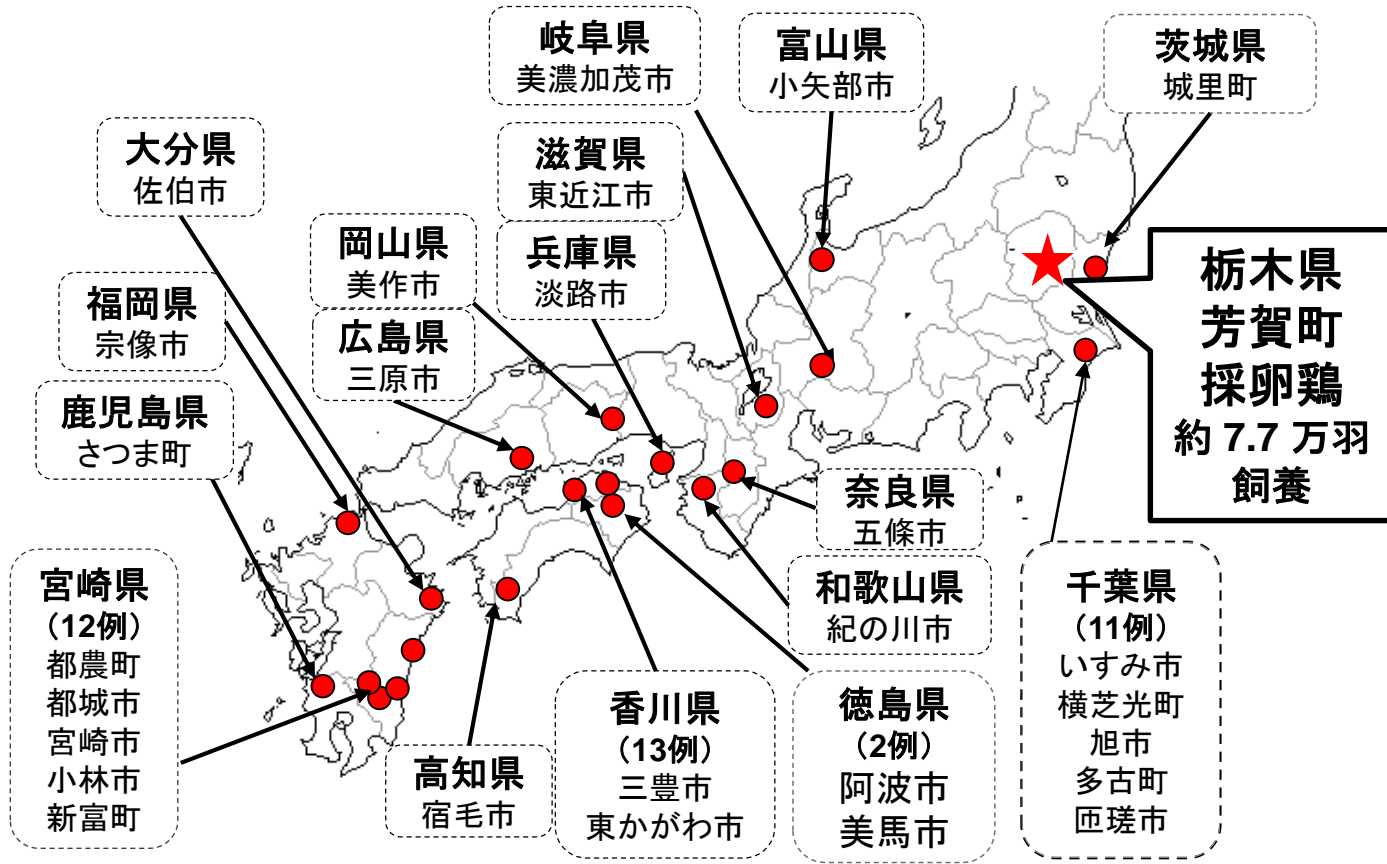 岐阜県
美濃加茂市
富山県
小矢部市
茨城県
城里町
大分県
佐伯市
滋賀県
東近江市
岡山県
美作市
兵庫県
淡路市
福岡県
宗像市
広島県
三原市
鹿児島県
さつま町
栃木県
芳賀町
採卵鶏
約 7.7 万羽
飼養
奈良県
五條市
和歌山県
紀の川市
宮崎県
(12例)
都農町
都城市
宮崎市
小林市
新富町
高知県
宿毛市
香川県
(13例)
三豊市
東かがわ市
徳島県
(2例)
阿波市
美馬市
千葉県
(11例)
いすみ市
横芝光町
旭市
多古町
匝瑳市